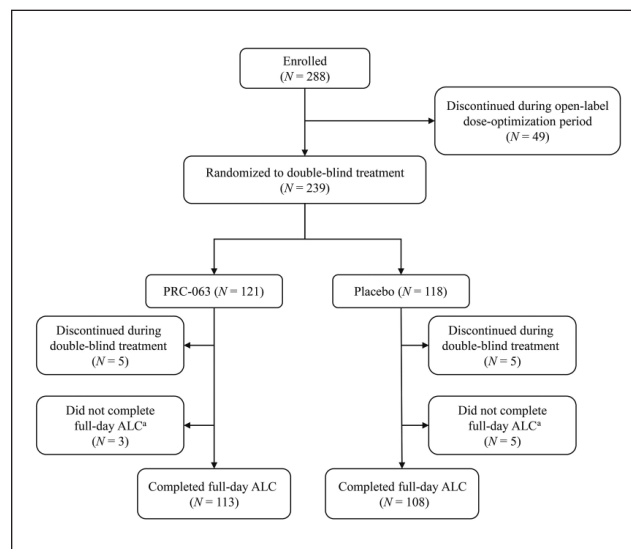 Enrolled
(N = 288)
Discontinued during open-label
dose-optimization period
(N = 49)
Randomized to double-blind treatment
(N = 239)
PRC-063 (N = 121)
Placebo (N = 118)
Discontinued during
double-blind treatment
(N = 5)
Discontinued during
double-blind treatment
(N = 5)
Did not complete
full-day ALCª
(N = 3)
Did not complete
full-day ALCª
(N = 5)
Completed full-day ALC
(N = 113)
Completed full-day ALC
(N = 108)